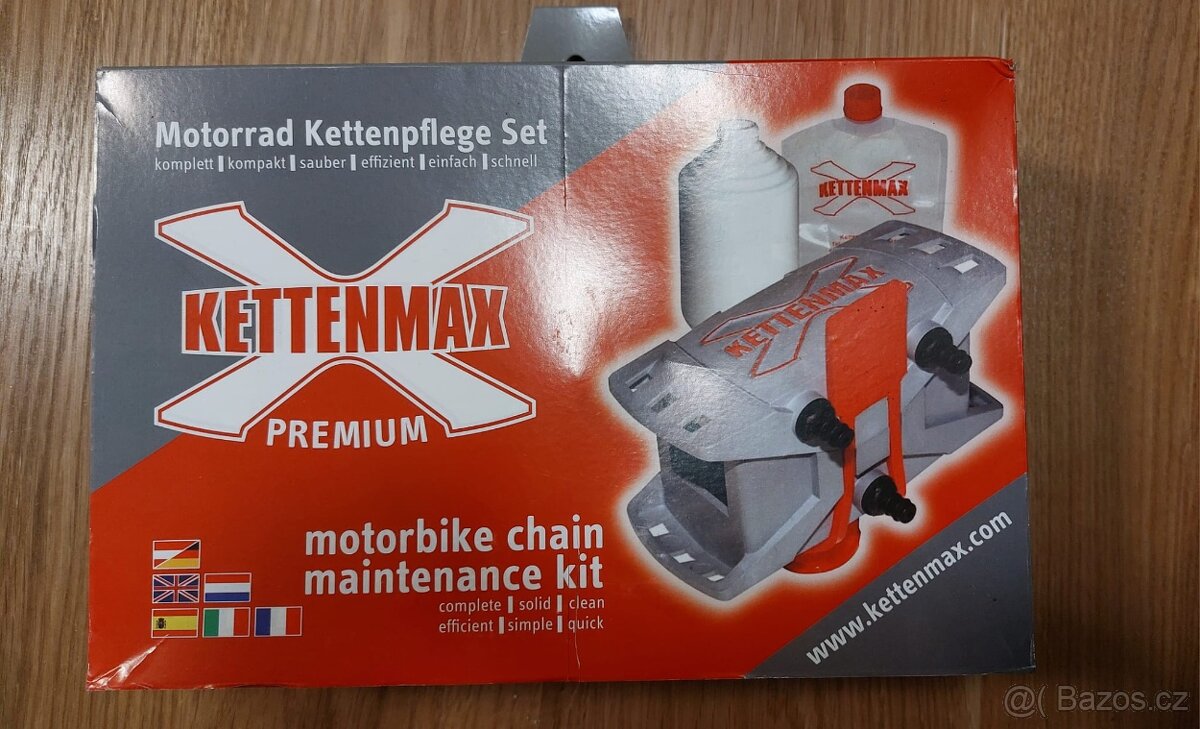 Motorrad Kettenpflege Set
komplett | kompakt | sauber | effizient | einfach | schnell
KETTENMAX
PREMIUM
KETTENMAX
KETTENMAX
motorbike chain
maintenance kit
complete | solid | clean
efficient | simple | quick
www.kettenmax.com
@( Bazos.cz